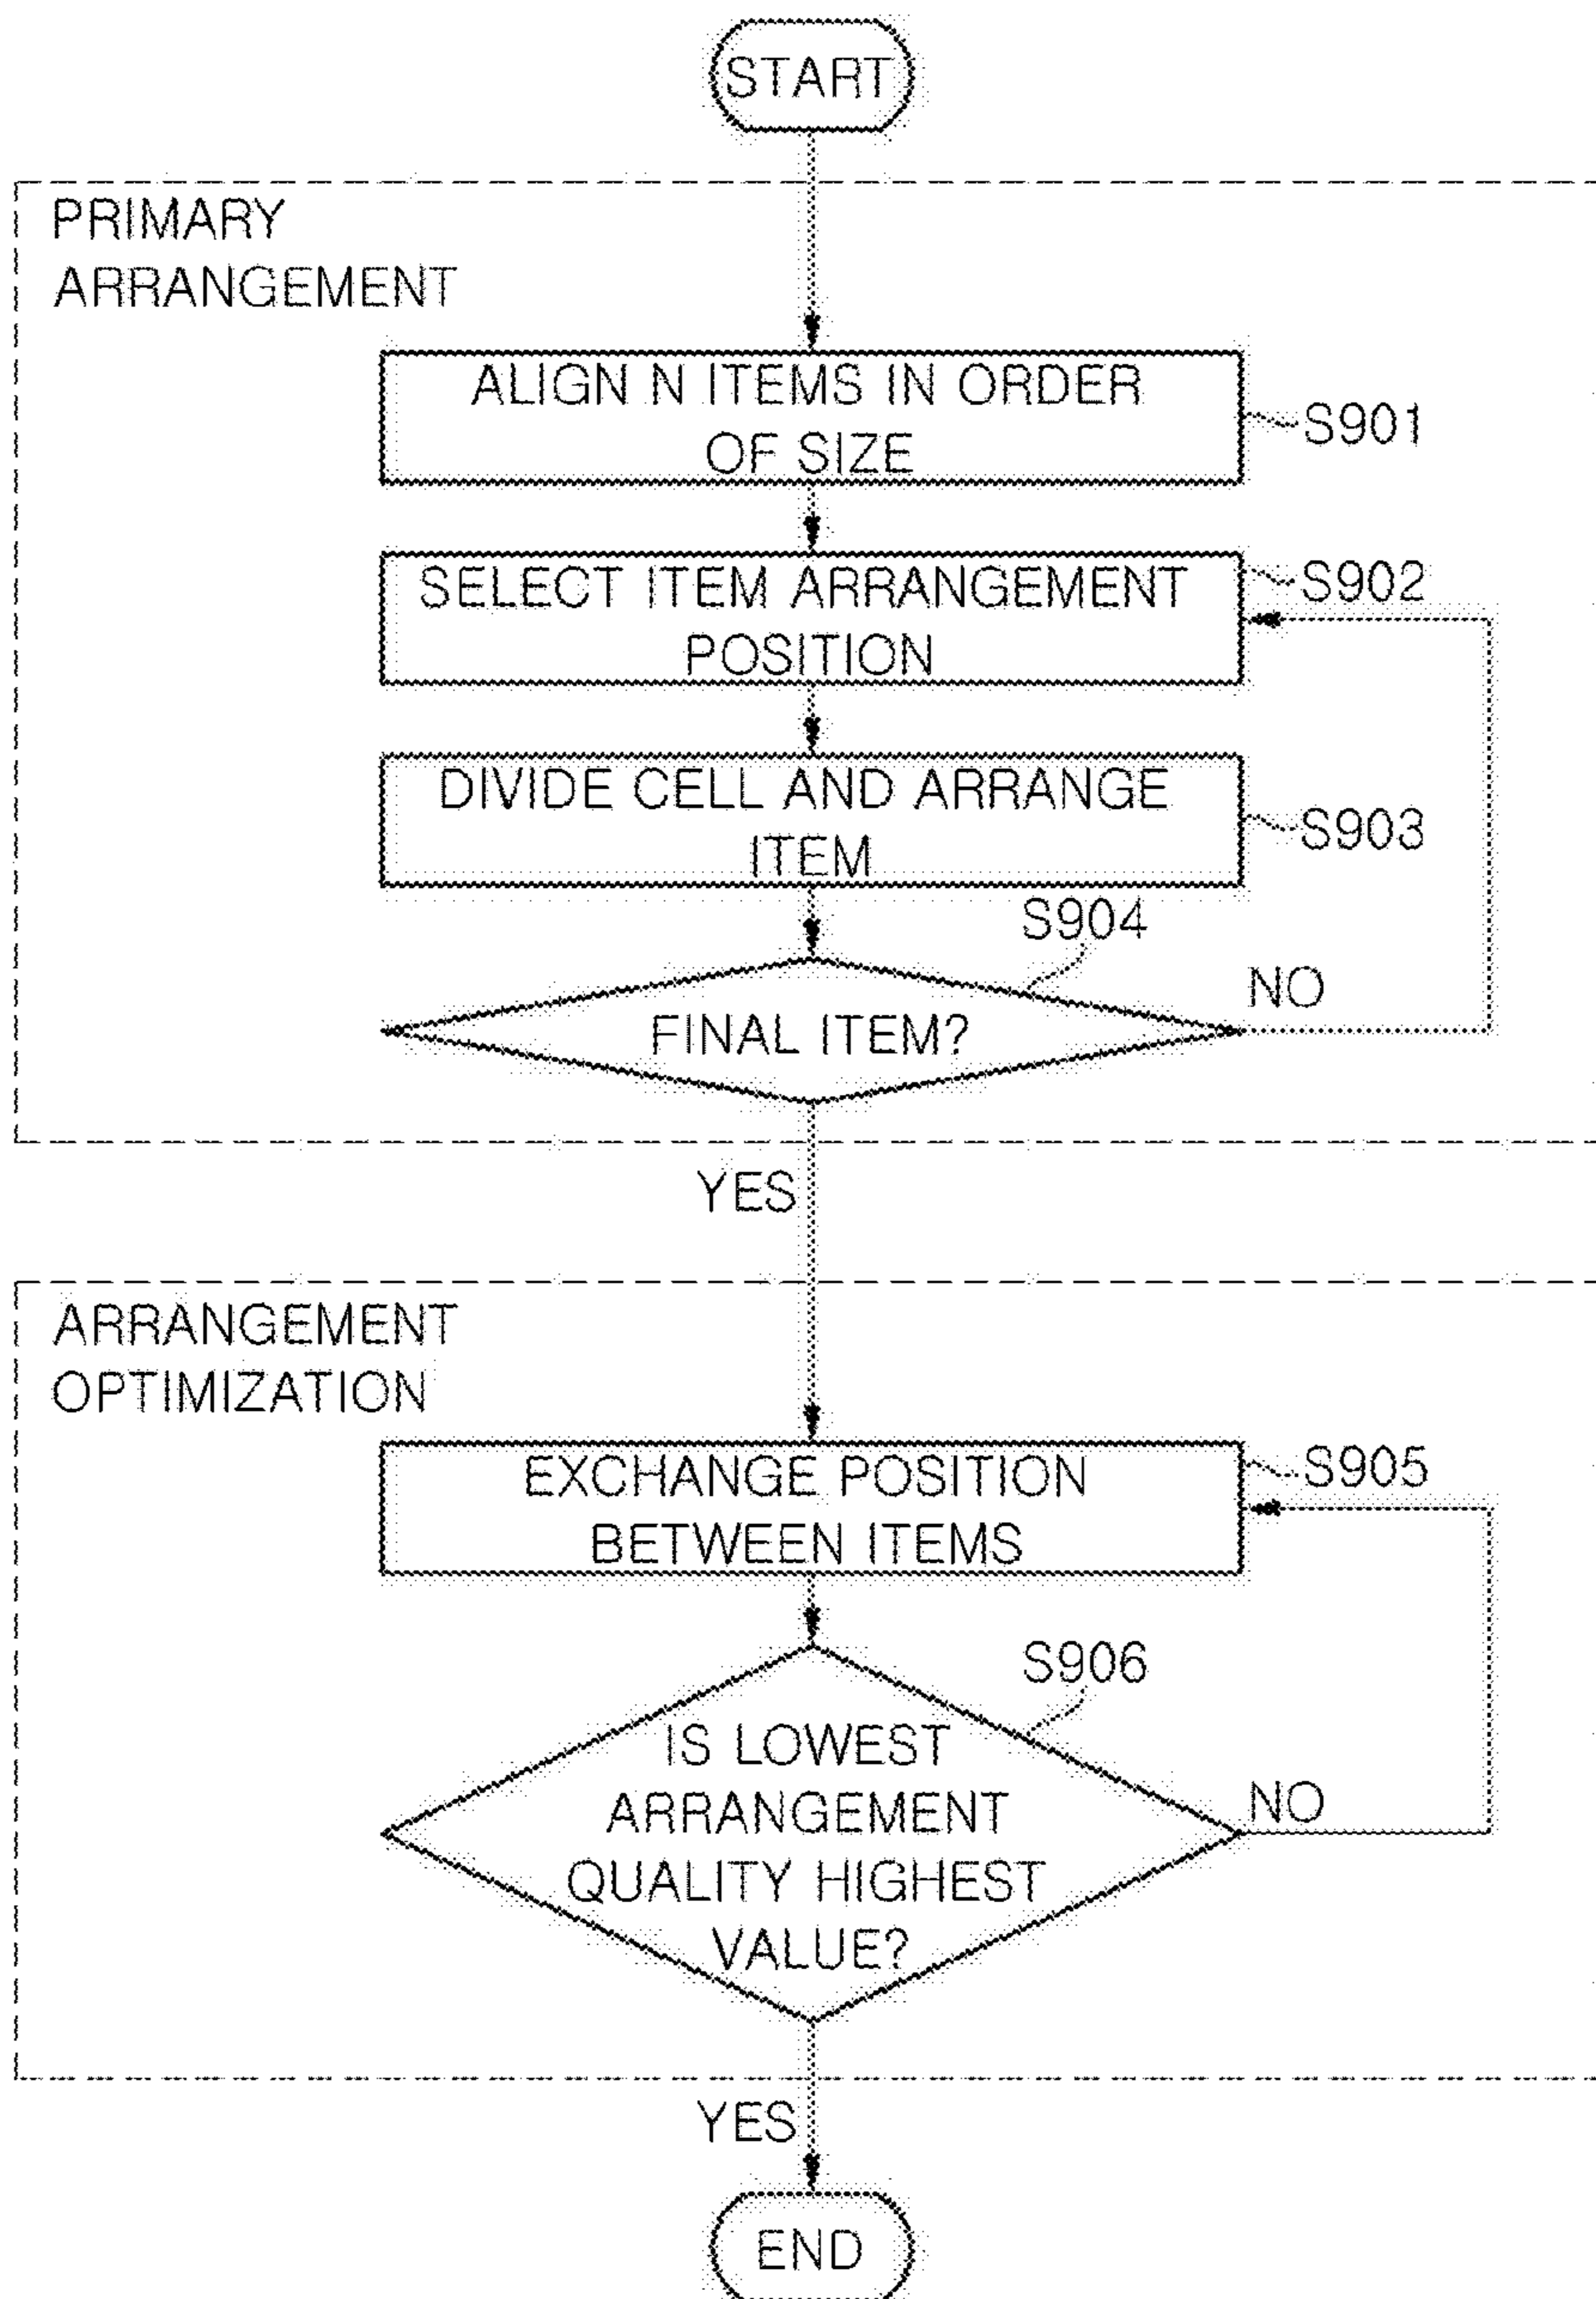 START
PRIMARY
ARRANGEMENT
ALIGN N ITEMS IN ORDER
OF SIZE
S901
SELECT ITEM ARRANGEMENT
POSITION
S902
DIVIDE CELL AND ARRANGE
ITEM
S903
S904
FINAL ITEM?
NO
YES
ARRANGEMENT
OPTIMIZATION
EXCHANGE POSITION
BETWEEN ITEMS
S905
S906
IS LOWEST
ARRANGEMENT
QUALITY HIGHEST
VALUE?
NO
YES
END